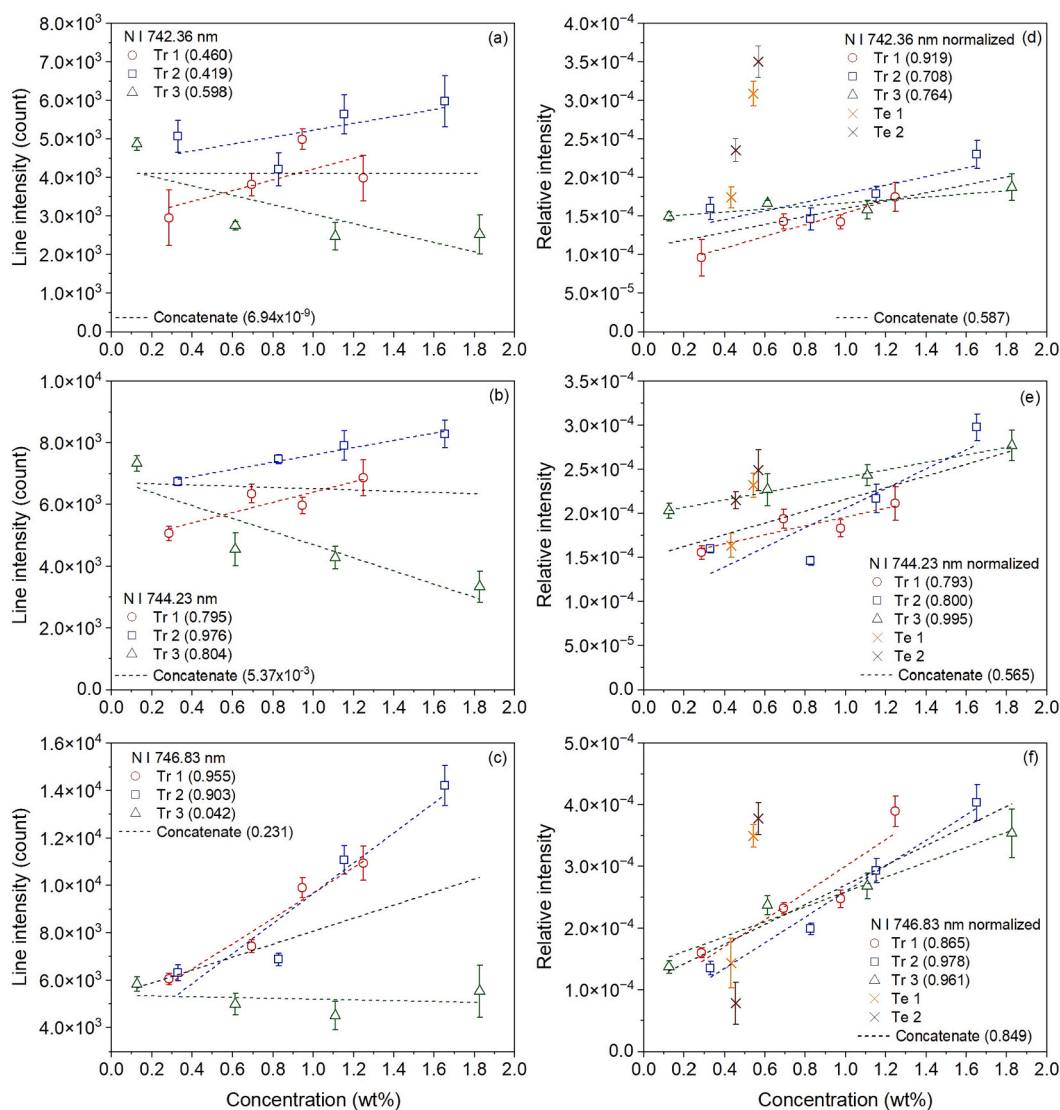 8.0×10³
7.0×10³
6.0×10³
5.0×10³
4.0×10³
3.0×10³
2.0×10³
1.0×10³
0.0
Line intensity (count)
N I 742.36 nm
Tr 1 (0.460)
Tr 2 (0.419)
Tr 3 (0.598)
(a)
Concatenate (6.94x10⁻⁹)
0.0 0.2 0.4 0.6 0.8 1.0 1.2 1.4 1.6 1.8 2.0
4.0×10⁻⁴
3.5×10⁻⁴
3.0×10⁻⁴
2.5×10⁻⁴
2.0×10⁻⁴
1.5×10⁻⁴
1.0×10⁻⁴
5.0×10⁻⁵
0.0
Relative intensity
(d)
N I 742.36 nm normalized
Tr 1 (0.919)
Tr 2 (0.708)
Tr 3 (0.764)
Te 1
Te 2
Concatenate (0.587)
0.0 0.2 0.4 0.6 0.8 1.0 1.2 1.4 1.6 1.8 2.0
1.0×10⁴
8.0×10³
6.0×10³
4.0×10³
2.0×10³
0.0
Line intensity (count)
(b)
N I 744.23 nm
Tr 1 (0.795)
Tr 2 (0.976)
Tr 3 (0.804)
Concatenate (5.37x10⁻³)
0.0 0.2 0.4 0.6 0.8 1.0 1.2 1.4 1.6 1.8 2.0
3.5×10⁻⁴
3.0×10⁻⁴
2.5×10⁻⁴
2.0×10⁻⁴
1.5×10⁻⁴
1.0×10⁻⁴
5.0×10⁻⁵
0.0
Relative intensity
(e)
N I 744.23 nm normalized
Tr 1 (0.793)
Tr 2 (0.800)
Tr 3 (0.995)
Te 1
Te 2
Concatenate (0.565)
0.0 0.2 0.4 0.6 0.8 1.0 1.2 1.4 1.6 1.8 2.0
1.6×10⁴
1.4×10⁴
1.2×10⁴
1.0×10⁴
8.0×10³
6.0×10³
4.0×10³
Line intensity (count)
N I 746.83 nm
(c)
Tr 1 (0.955)
Tr 2 (0.903)
Tr 3 (0.042)
Concatenate (0.231)
0.0 0.2 0.4 0.6 0.8 1.0 1.2 1.4 1.6 1.8 2.0
Concentration (wt%)
5.0×10⁻⁴
4.0×10⁻⁴
3.0×10⁻⁴
2.0×10⁻⁴
1.0×10⁻⁴
0.0
Relative intensity
(f)
N I 746.83 nm normalized
Tr 1 (0.865)
Tr 2 (0.978)
Tr 3 (0.961)
Te 1
Te 2
Concatenate (0.849)
0.0 0.2 0.4 0.6 0.8 1.0 1.2 1.4 1.6 1.8 2.0
Concentration (wt%)